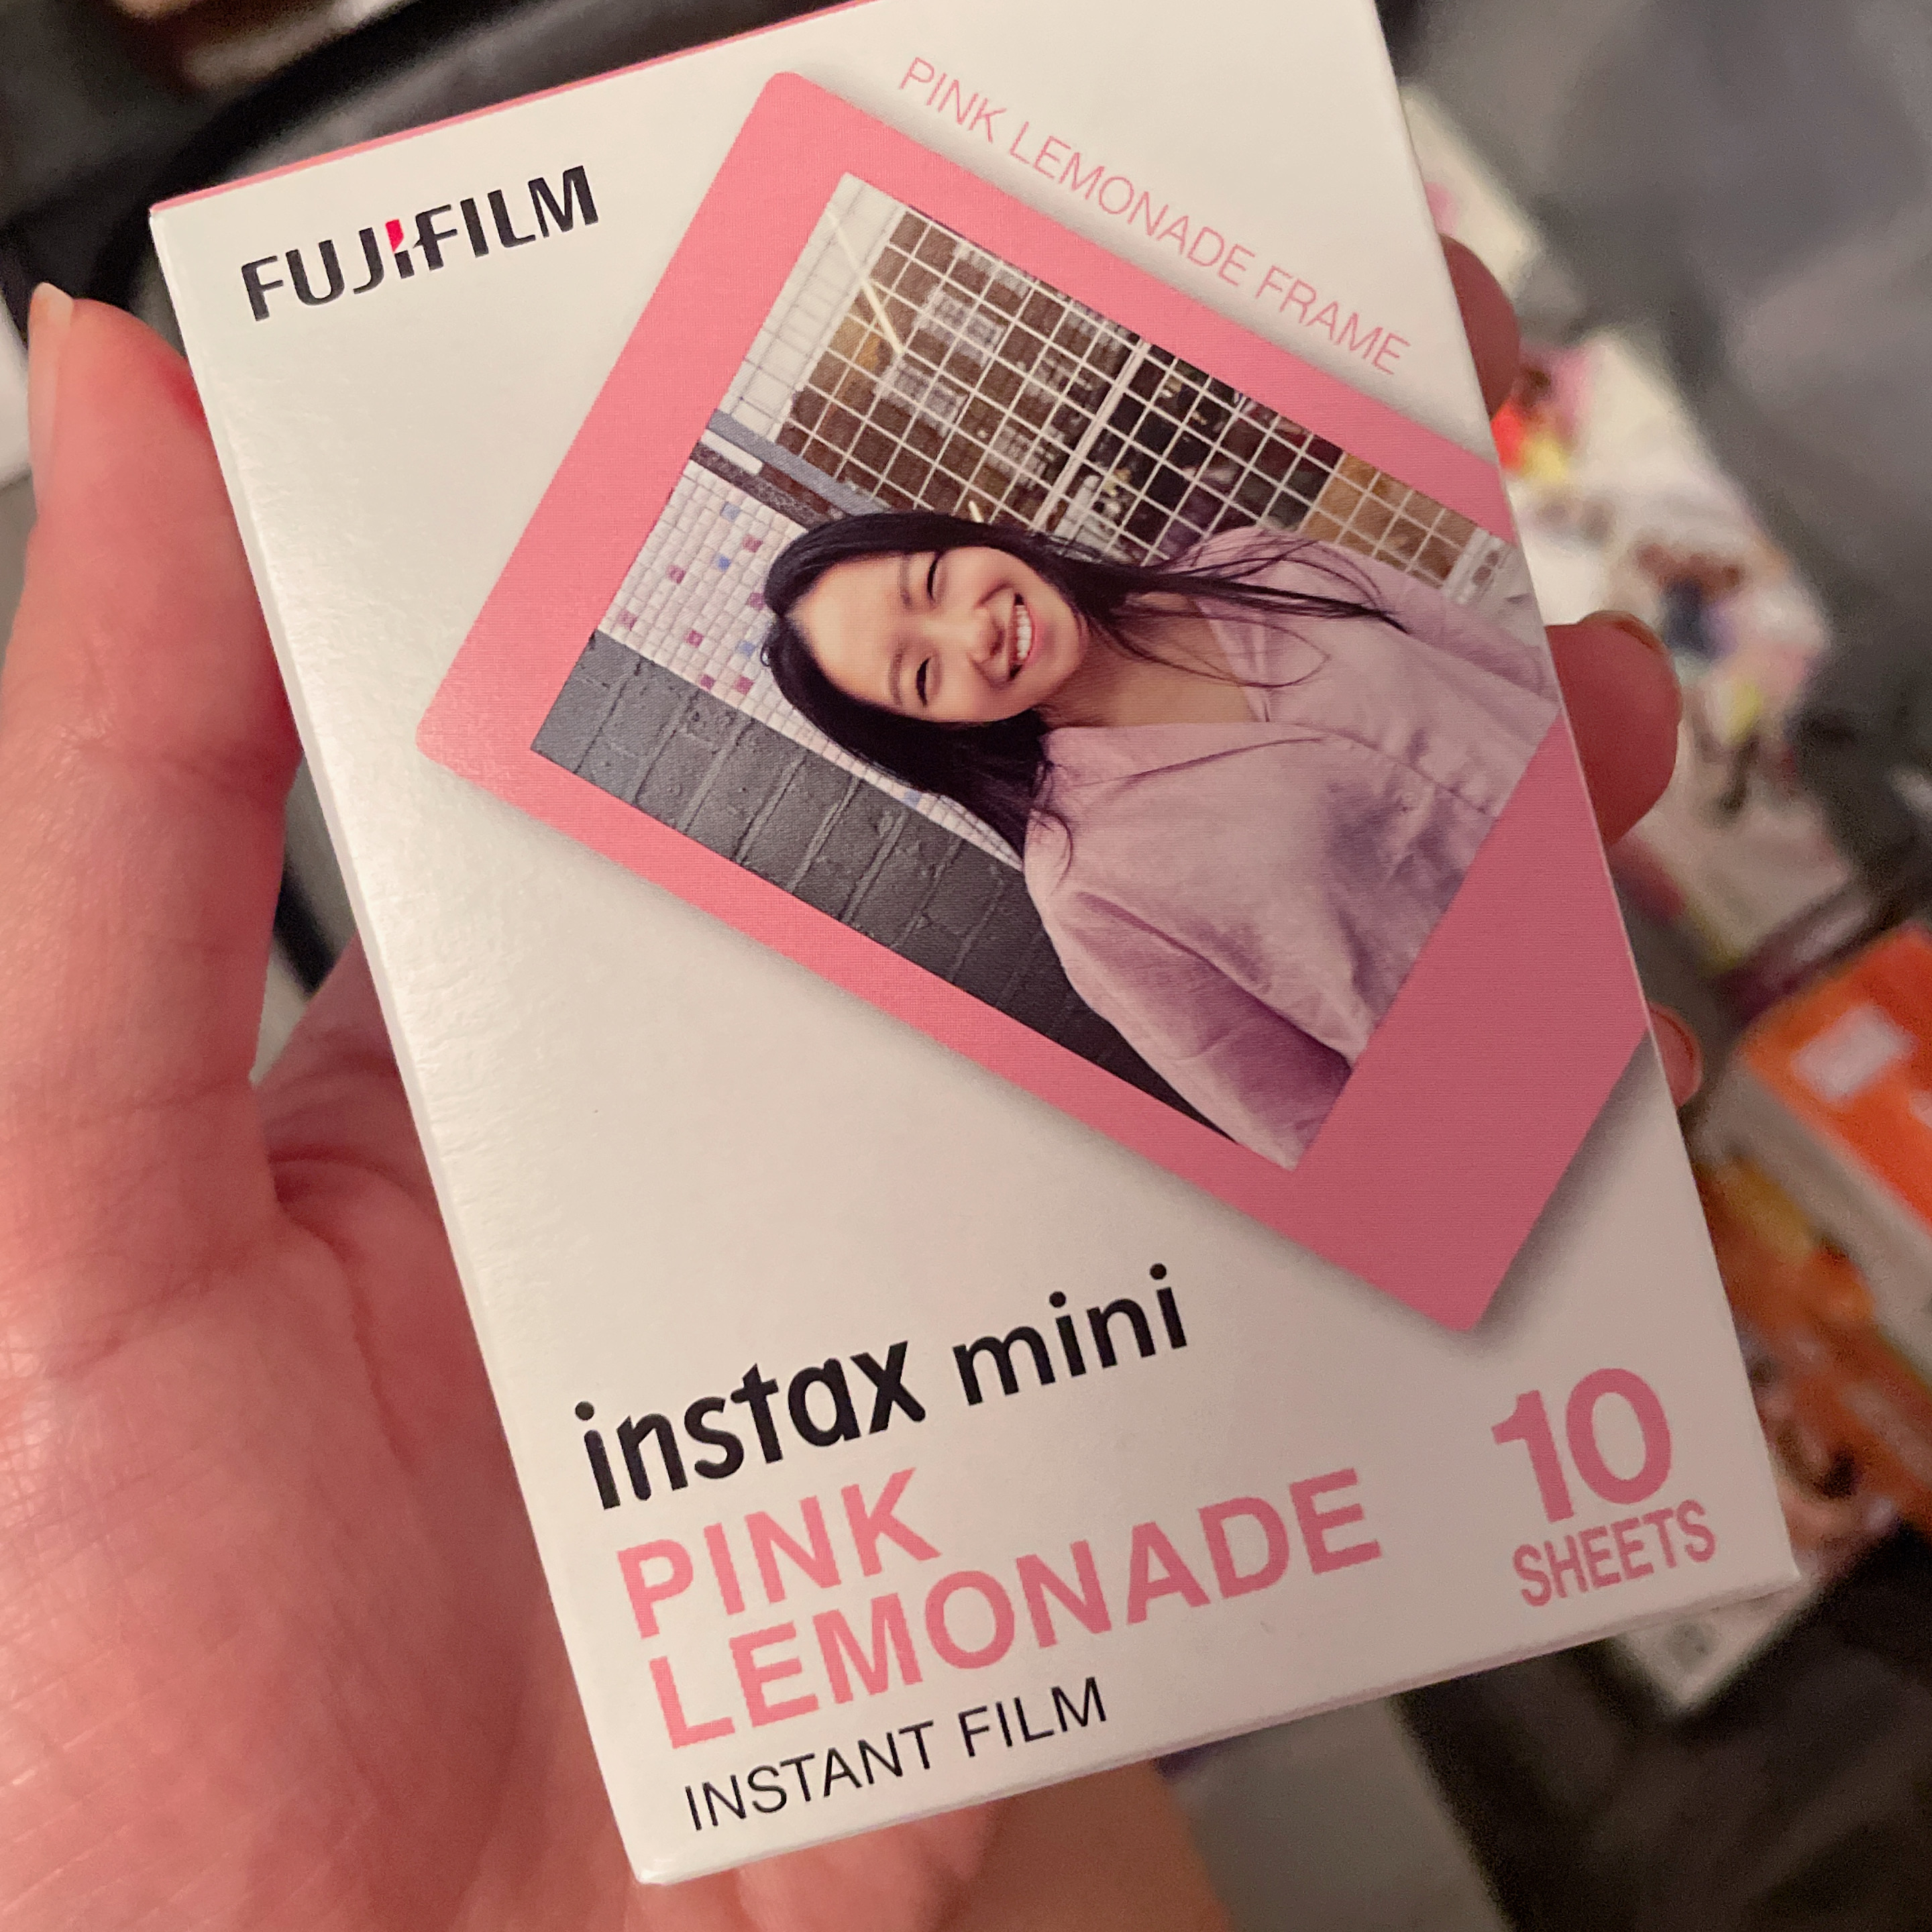 FUJIFILM
PINK LEMONADE FRAME
instax mini
PINK
LEMONADE
INSTANT FILM
10
SHEETS